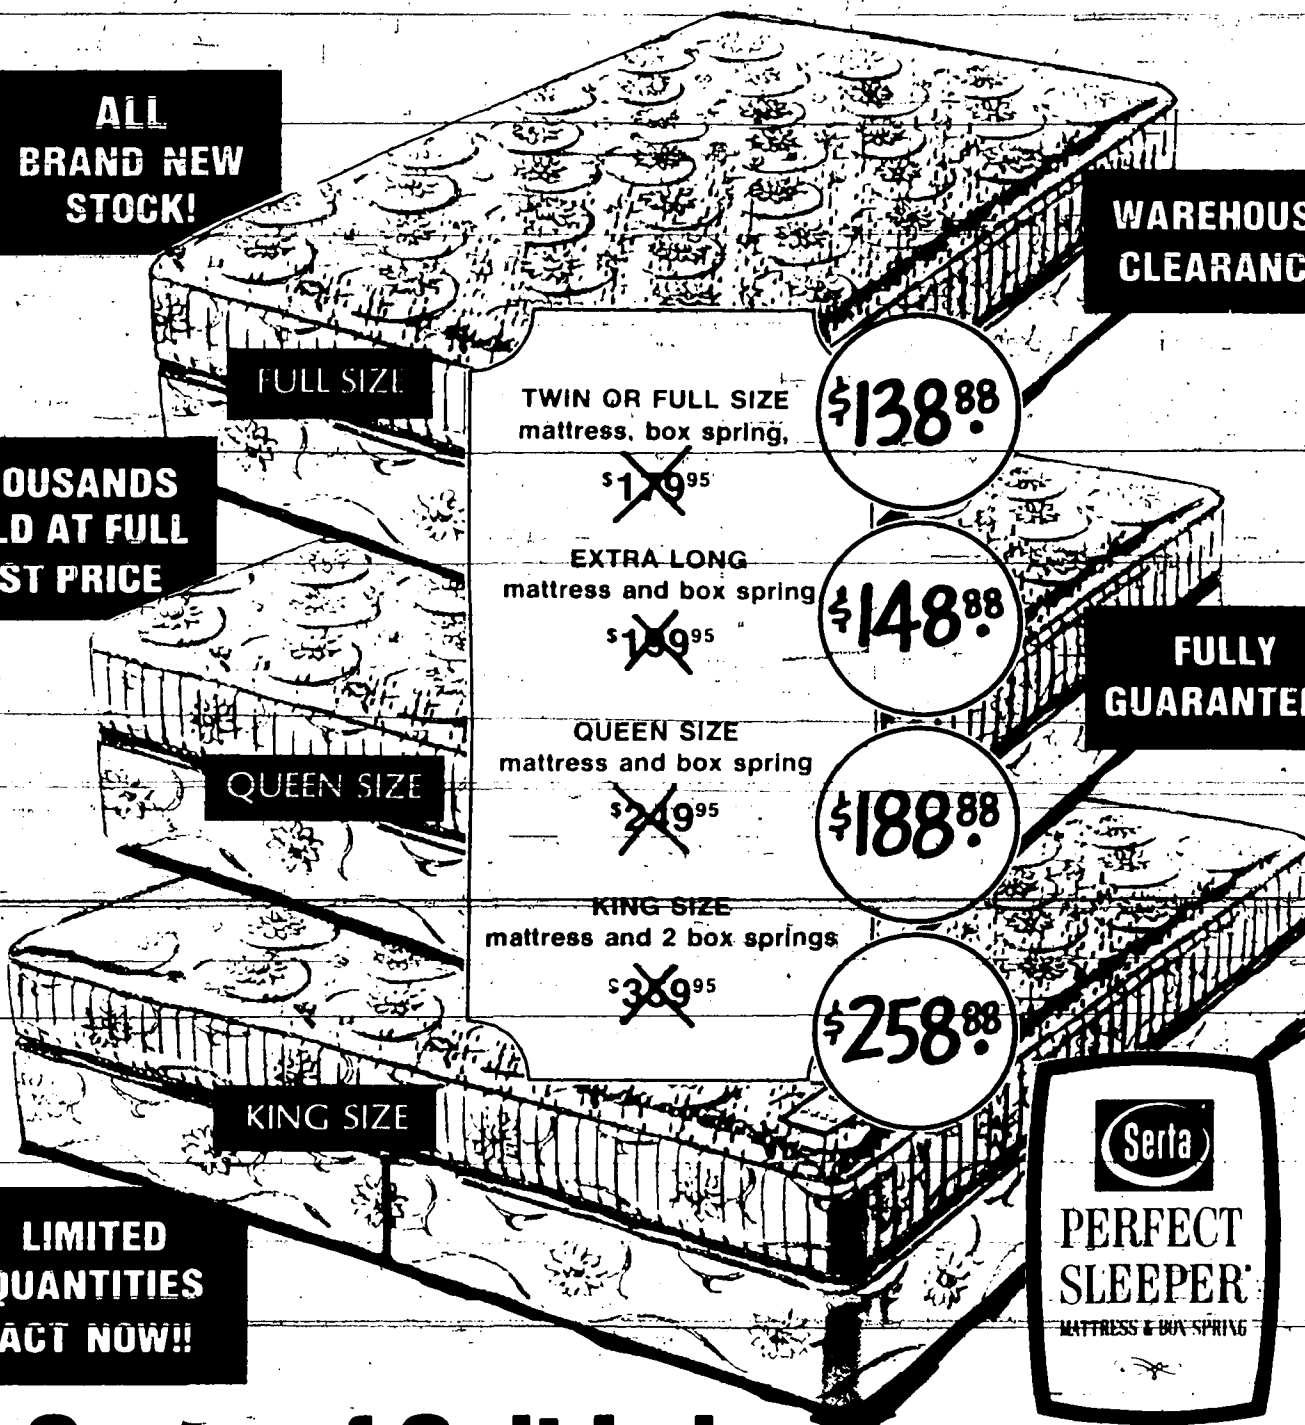 ALL
BRAND NEW
STOCK!
WAREHOUS
CLEARANC
FULL SIZE
TWIN OR FULL SIZE
mattress, box spring,
$179⁹⁵
$138.⁸⁸
OUSANDS
LD AT FULL
ST PRICE
EXTRA LONG
mattress and box spring
$148.⁸⁸
FULLY
GUARANTEE
QUEEN SIZE
QUEEN SIZE
mattress and box spring
$249⁹⁵
$188.⁸⁸
KING SIZE
mattress and 2 box springs
$258.⁸⁸
KING SIZE
Serta
PERFECT
SLEEPER
MATTRESS & BOX SPRING
LIMITED
QUANTITIES
ACT NOW!!